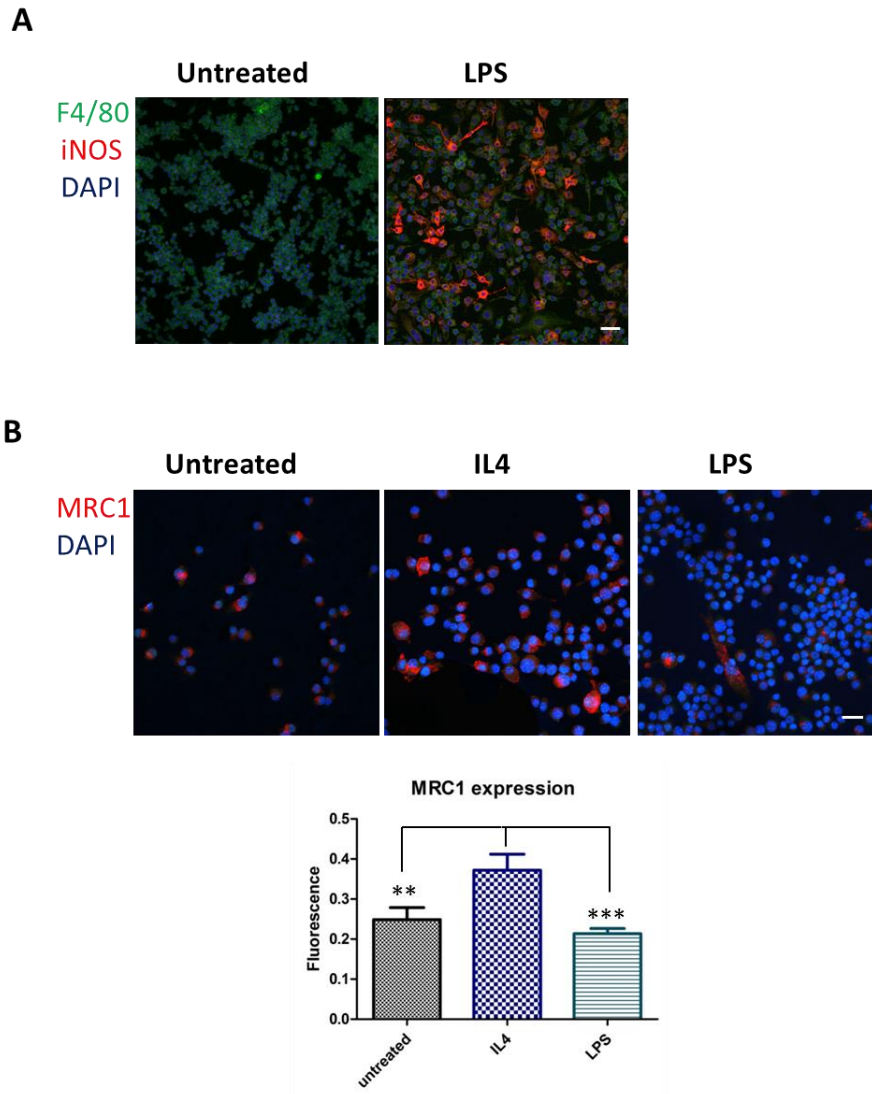 A
Untreated LPS
F4/80
iNOS
DAPI
B
Untreated IL4 LPS
MRC1
DAPI
MRC1 expression
0.5
0.4
0.3
0.2
0.1
0.0
Fluorescence
**
***
untreated IL4 LPS